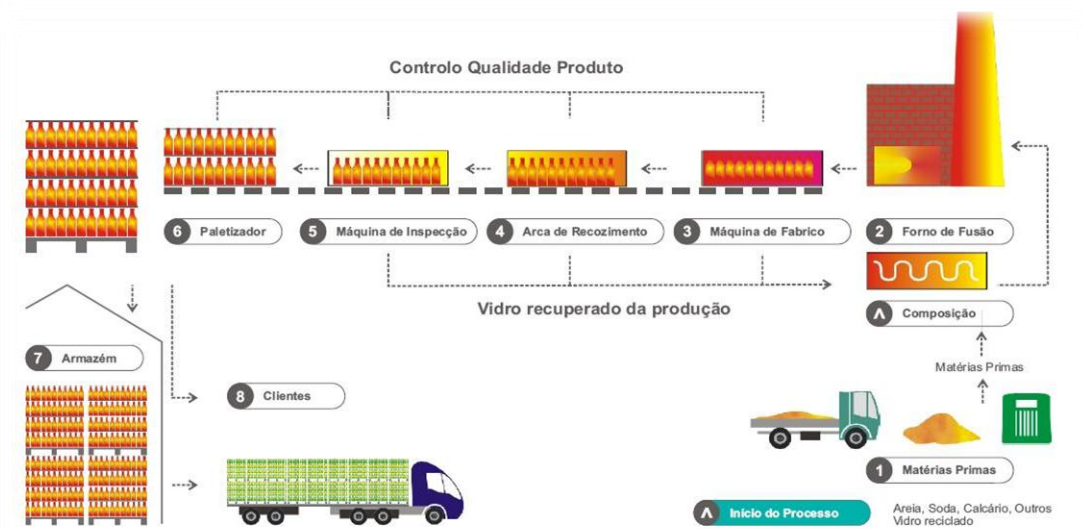 Controlo Qualidade Produto
6 Paletizador
5 Máquina de Inspecção
4 Arca de Recozimento
3 Máquina de Fabrico
2 Forno de Fusão
Vidro recuperado da produção
Composição
7 Armazém
Matérias Primas
8 Clientes
1 Matérias Primas
Início do Processo
Areia, Soda, Calcário, Outros
Vidro reciclado